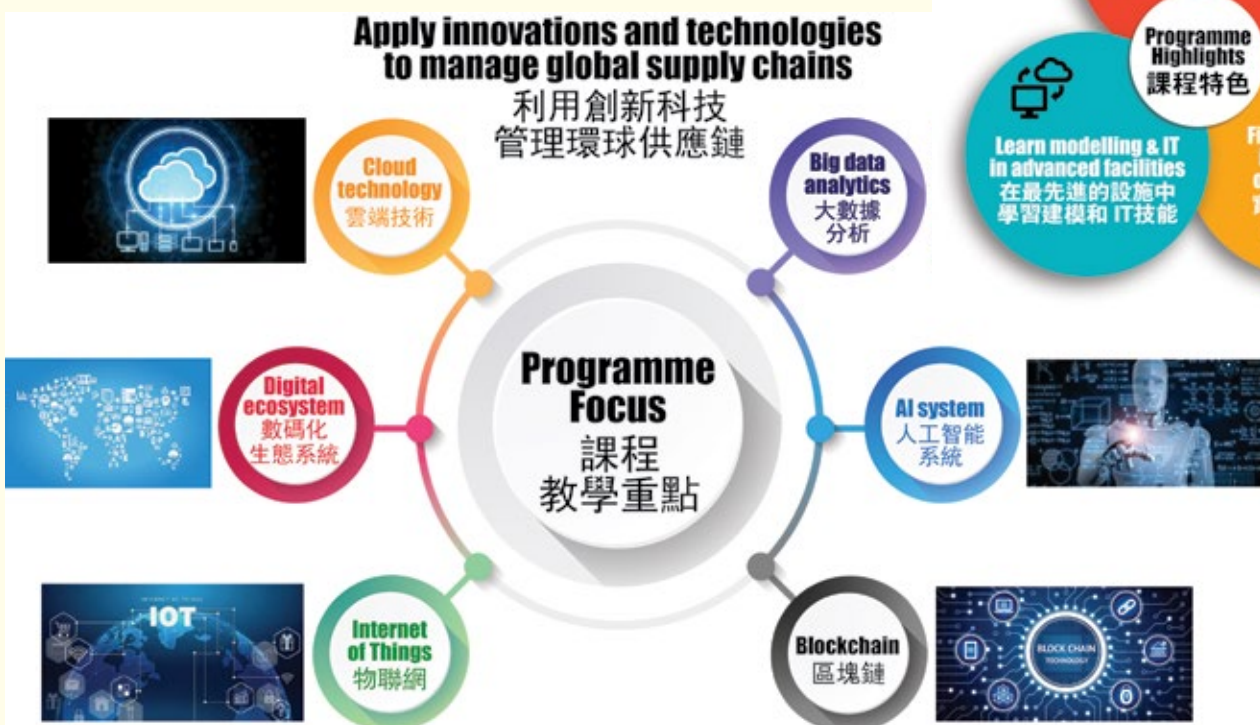 Apply innovations and technologies
to manage global supply chains
利用創新科技
管理環球供應鏈
Programme
Highlights
課程特色
Learn modelling & IT
in advanced facilities
在最先進的設施中
學習建模和 IT技能
Cloud
technology
雲端技術
Big data
analytics
大數據
分析
Programme
Focus
課程
教學重點
Digital
ecosystem
數碼化
生態系統
AI system
人工智能
系統
Internet
of Things
物聯網
Blockchain
區塊鏈
IOT
BLOCK CHAIN
TECHNOLOGY